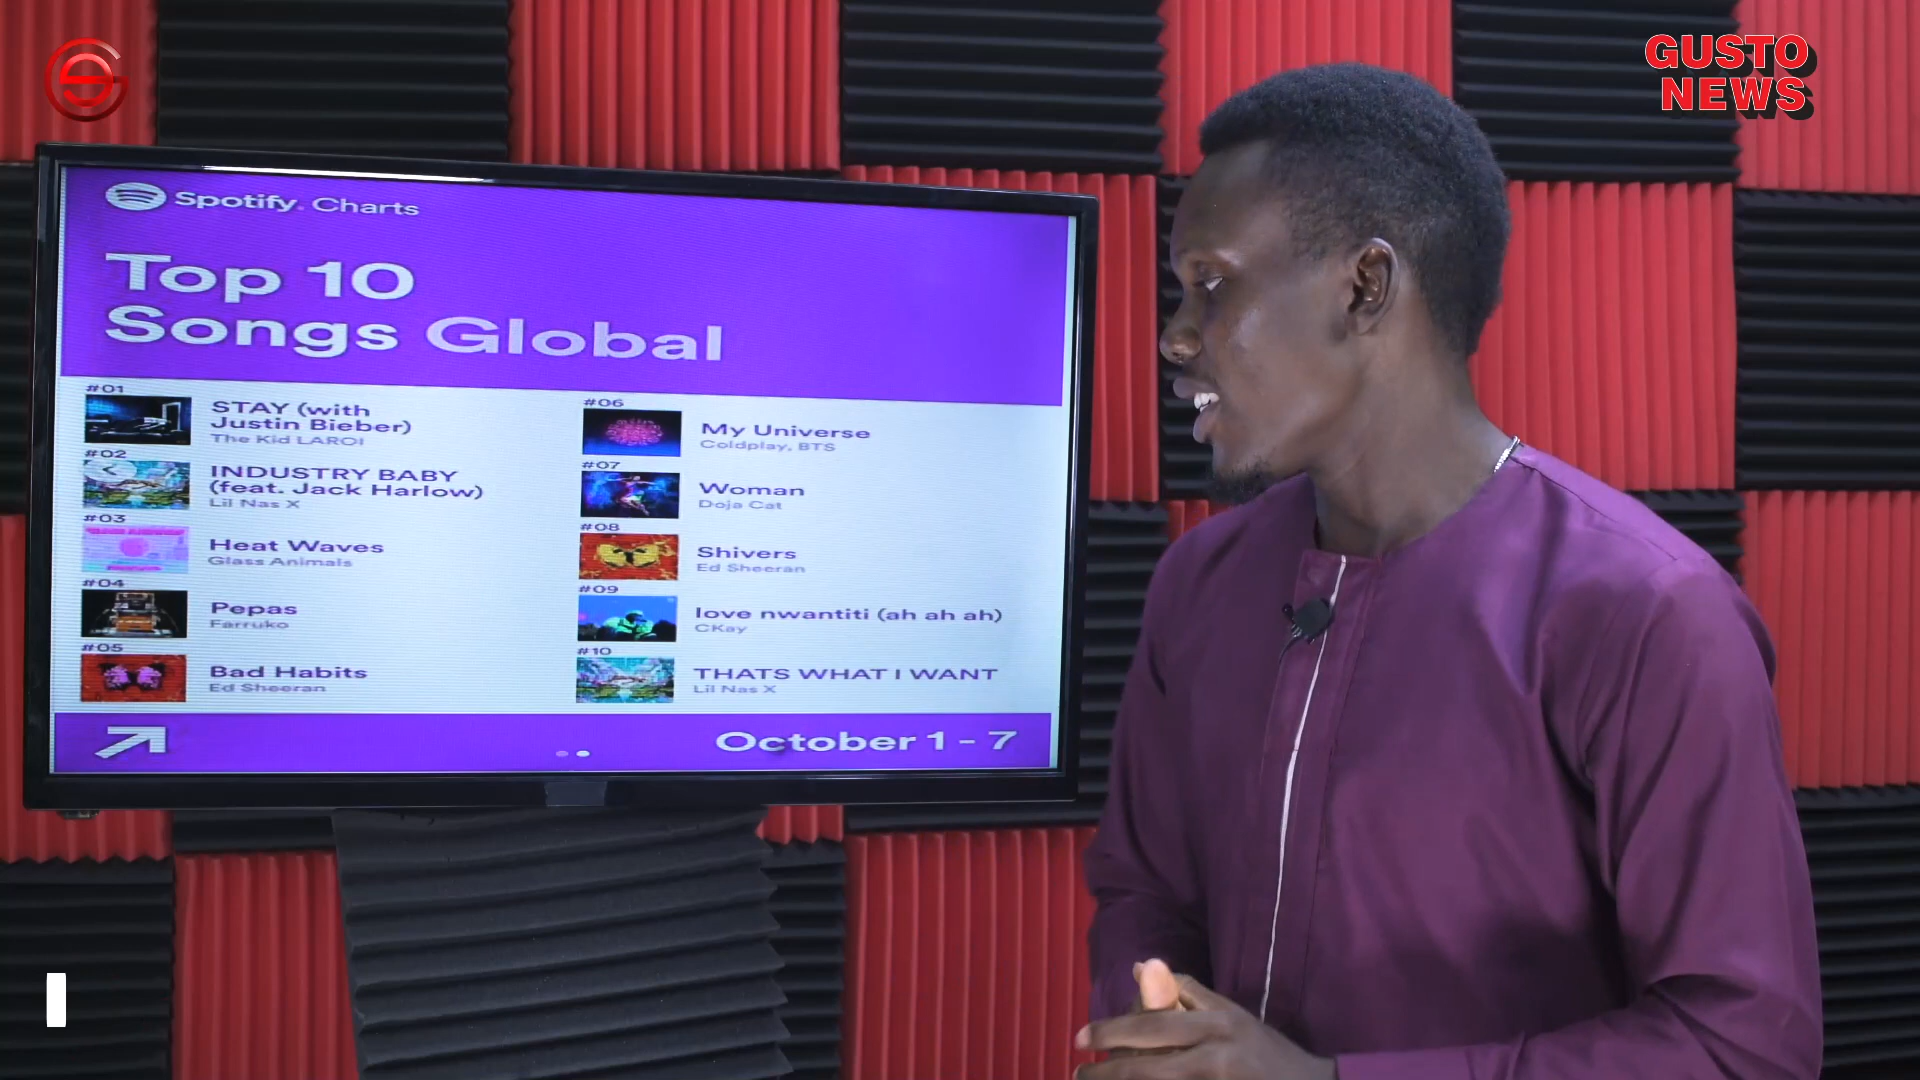 GUSTO
NEWS
Spotify Charts
Top 10
Songs Global
#01
STAY (with
Justin Bieber)
The Kid LAROI
#02
INDUSTRY BABY
(feat. Jack Harlow)
Lil Nas X
#03
Heat Waves
Glass Animals
#04
Pepas
Farruko
#05
Bad Habits
Ed Sheeran
#06
My Universe
Coldplay, BTS
#07
Woman
Doja Cat
#08
Shivers
Ed Sheeran
#09
love nwantiti (ah ah ah)
CKay
#10
THATS WHAT I WANT
Lil Nas X
October 1 - 7